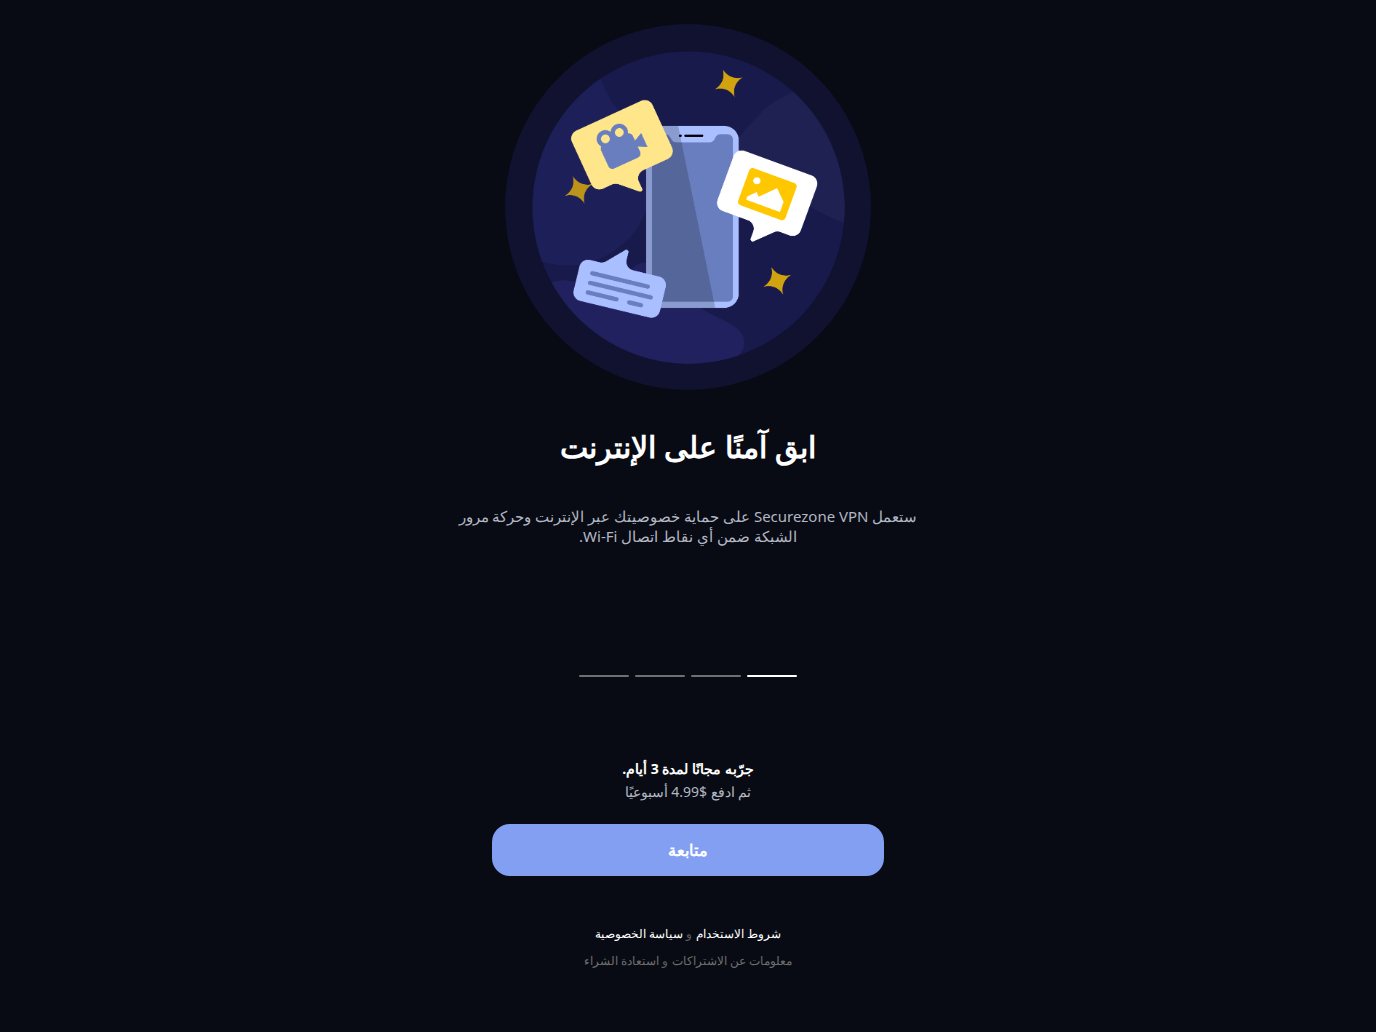 ابق آمنًا على الإنترنت
ستعمل Securezone VPN على حماية خصوصيتك عبر الإنترنت وحركة مرور
الشبكة ضمن أي نقاط اتصال Wi-Fi.
جرّبه مجانًا لمدة 3 أيام.
ثم ادفع $4.99 أسبوعيًا
متابعة
شروط الاستخدام و سياسة الخصوصية
معلومات عن الاشتراكات و استعادة الشراء